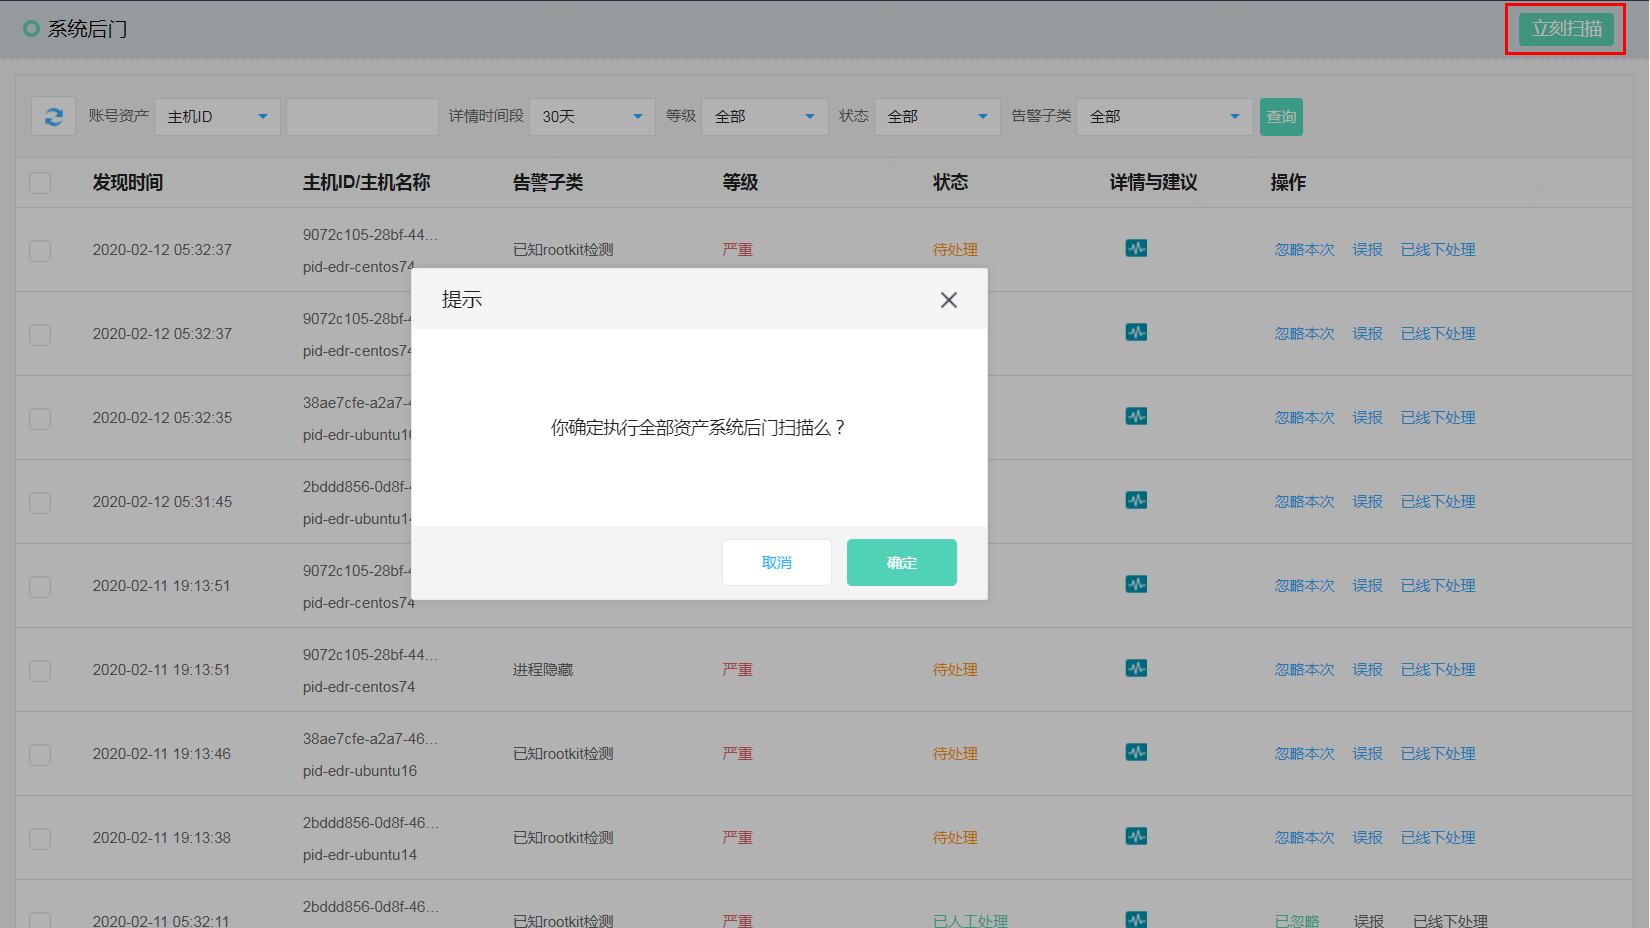 系统后门
立刻扫描
账号资产 主机ID 详情时间段 30天 等级 全部 状态 全部 告警子类 全部 查询
发现时间 主机ID/主机名称 告警子类 等级 状态 详情与建议 操作
9072c105-28bf-44...
2020-02-12 05:32:37 已知rootkit检测 严重 待处理 忽略本次 误报 已线下处理
pid-edr-centos74
9072c105-28bf-
2020-02-12 05:32:37 忽略本次 误报 已线下处理
pid-edr-centos74
38ae7cfe-a2a7-
2020-02-12 05:32:35 忽略本次 误报 已线下处理
pid-edr-ubuntu16
2bddd856-0d8f-
2020-02-12 05:31:45 忽略本次 误报 已线下处理
pid-edr-ubuntu14
9072c105-28bf-
2020-02-11 19:13:51 忽略本次 误报 已线下处理
pid-edr-centos74
提示
你确定执行全部资产系统后门扫描么？
取消 确定
9072c105-28bf-44...
2020-02-11 19:13:51 进程隐藏 严重 待处理 忽略本次 误报 已线下处理
pid-edr-centos74
38ae7cfe-a2a7-46...
2020-02-11 19:13:46 已知rootkit检测 严重 待处理 忽略本次 误报 已线下处理
pid-edr-ubuntu16
2bddd856-0d8f-46...
2020-02-11 19:13:38 已知rootkit检测 严重 待处理 忽略本次 误报 已线下处理
pid-edr-ubuntu14
2bddd856-0d8f-46...
2020-02-11 05:32:11 已知rootkit检测 严重 已人工处理 已忽略 误报 已线下处理